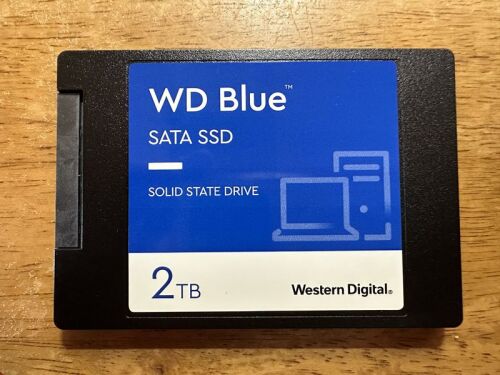 WD Blue™
SATA SSD
SOLID STATE DRIVE
2TB
Western Digital®